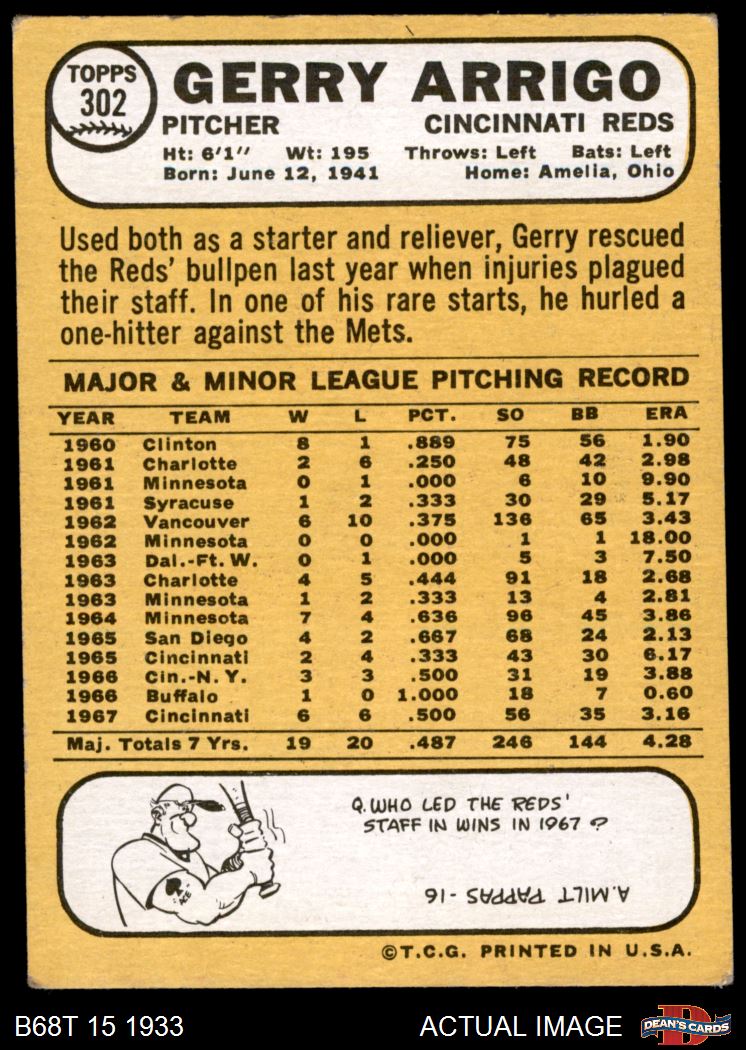 TOPPS
302
GERRY ARRIGO
PITCHER CINCINNATI REDS
Ht: 6'1" Wt: 195 Throws: Left Bats: Left
Born: June 12, 1941 Home: Amelia, Ohio
Used both as a starter and reliever, Gerry rescued
the Reds' bullpen last year when injuries plagued
their staff. In one of his rare starts, he hurled a
one-hitter against the Mets.
MAJOR & MINOR LEAGUE PITCHING RECORD
YEAR TEAM W L PCT. SO BB ERA
1960 Clinton 8 1 .889 75 56 1.90
1961 Charlotte 2 6 .250 48 42 2.98
1961 Minnesota 0 1 .000 6 10 9.90
1961 Syracuse 1 2 .333 30 29 5.17
1962 Vancouver 6 10 .375 136 65 3.43
1962 Minnesota 0 0 .000 1 1 18.00
1963 Dal.-Ft. W. 0 1 .000 5 3 7.50
1963 Charlotte 4 5 .444 91 18 2.68
1963 Minnesota 1 2 .333 13 4 2.81
1964 Minnesota 7 4 .636 96 45 3.86
1965 San Diego 4 2 .667 68 24 2.13
1965 Cincinnati 2 4 .333 43 30 6.17
1966 Cin.-N. Y. 3 3 .500 31 19 3.88
1966 Buffalo 1 0 1.000 18 7 0.60
1967 Cincinnati 6 6 .500 56 35 3.16
Maj. Totals 7 Yrs. 19 20 .487 246 144 4.28
Q. WHO LED THE REDS'
STAFF IN WINS IN 1967 ?
ACE
A. MILT PAPPAS - 16
©T.C.G. PRINTED IN U.S.A.
B68T 15 1933 ACTUAL IMAGE DEAN'S CARDS